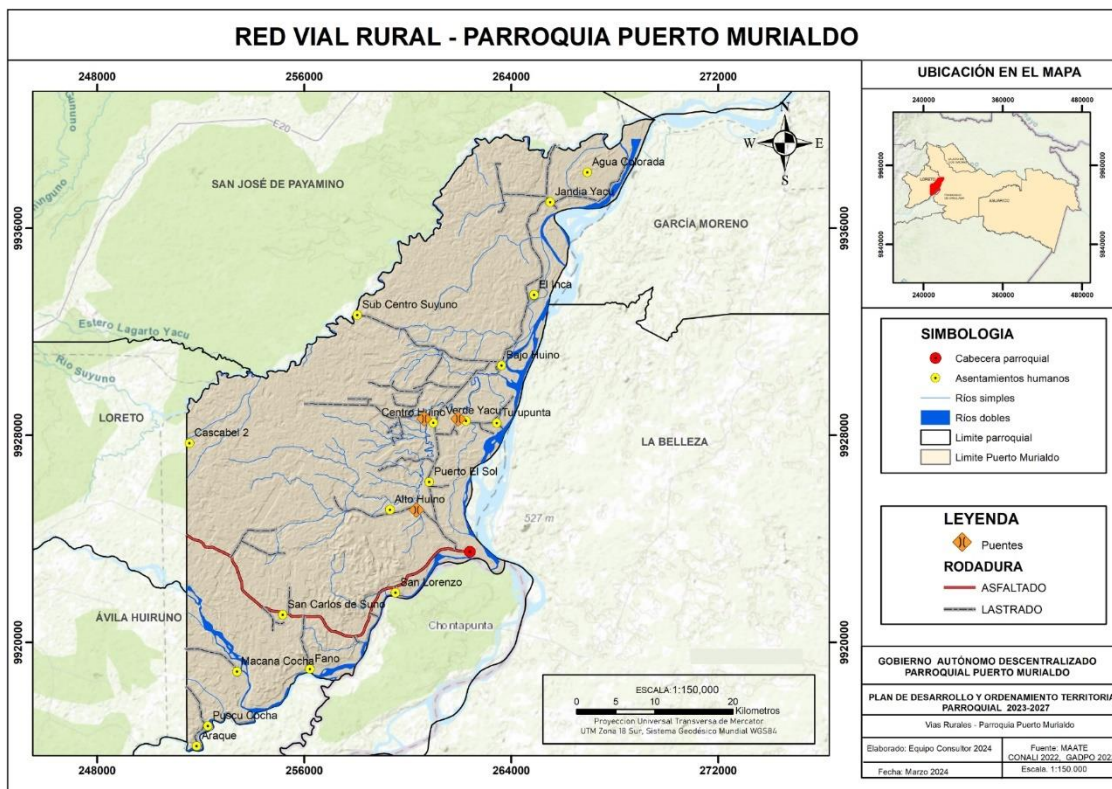 RED VIAL RURAL - PARROQUIA PUERTO MURIALDO
248000
256000
264000
272000
N
W
E
S
E20
SAN JOSÉ DE PAYAMINO
Agua Colorada
Jandia Yacu
GARCÍA MORENO
9936000
9936000
El Inca
Sub Centro Suyuno
Estero Lagarto Yacu
Rio Suyuno
Bajo Huino
LORETO
Centro Huino
Verde Yacu
Turupunta
Cascabel 2
LA BELLEZA
9928000
9928000
Puerto El Sol
Alto Huino
527 m
San Lorenzo
ÁVILA HUIRUNO
San Carlos de Suno
Chontapunta
9920000
9920000
Macana Cocha
Fano
Puscu Cocha
Araque
ESCALA:1:150,000
0 5 10 20
Kilometros
Proyeccion Universal Transversa de Mercator
UTM Zona 18 Sur, Sistema Geodésico Mundial WGS84
248000
256000
264000
272000
UBICACIÓN EN EL MAPA
240000
360000
480000
9960000
9960000
LORETO
9840000
9840000
240000
360000
480000
SIMBOLOGIA
Cabecera parroquial
Asentamientos humanos
Ríos simples
Ríos dobles
Limite parroquial
Limite Puerto Murialdo
LEYENDA
Puentes
RODADURA
ASFALTADO
LASTRADO
GOBIERNO AUTÓNOMO DESCENTRALIZADO
PARROQUIAL PUERTO MURIALDO
PLAN DE DESARROLLO Y ORDENAMIENTO TERRITORIA
PARROQUIAL 2023-2027
Vias Rurales - Parroquia Puerto Murialdo
Elaborado: Equipo Consultor 2024
Fuente: MAATE
CONALI 2022, GADPO 2023
Fecha: Marzo 2024
Escala. 1:150.000